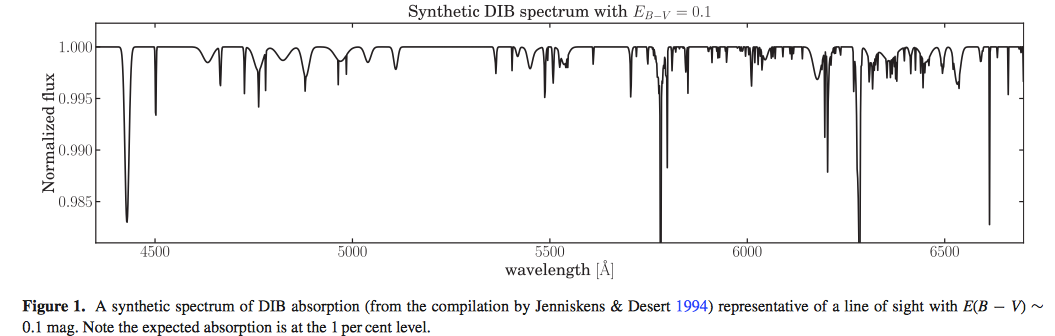 Synthetic DIB spectrum with E_{B−V} = 0.1
1.000
0.995
0.990
0.985
Normalized flux
4500 5000 5500 6000 6500
wavelength [Å]
Figure 1. A synthetic spectrum of DIB absorption (from the compilation by Jenniskens & Desert 1994) representative of a line of sight with E(B − V) ∼
0.1 mag. Note the expected absorption is at the 1 per cent level.